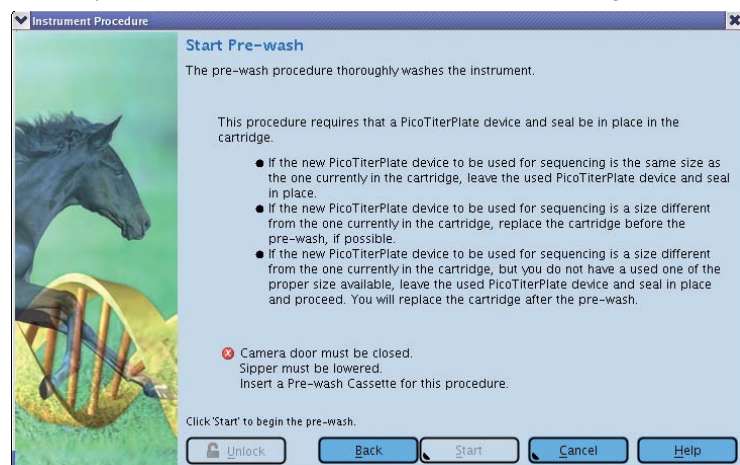 Instrument Procedure
Start Pre-wash
The pre-wash procedure thoroughly washes the instrument.
This procedure requires that a PicoTiterPlate device and seal be in place in the
cartridge.
If the new PicoTiterPlate device to be used for sequencing is the same size as
the one currently in the cartridge, leave the used PicoTiterPlate device and seal
in place.
If the new PicoTiterPlate device to be used for sequencing is a size different
from the one currently in the cartridge, replace the cartridge before the
pre-wash, if possible.
If the new PicoTiterPlate device to be used for sequencing is a size different
from the one currently in the cartridge, but you do not have a used one of the
proper size available, leave the used PicoTiterPlate device and seal in place
and proceed. You will replace the cartridge after the pre-wash.
Camera door must be closed.
Sipper must be lowered.
Insert a Pre-wash Cassette for this procedure.
Click 'Start' to begin the pre-wash.
Unlock Back Start Cancel Help